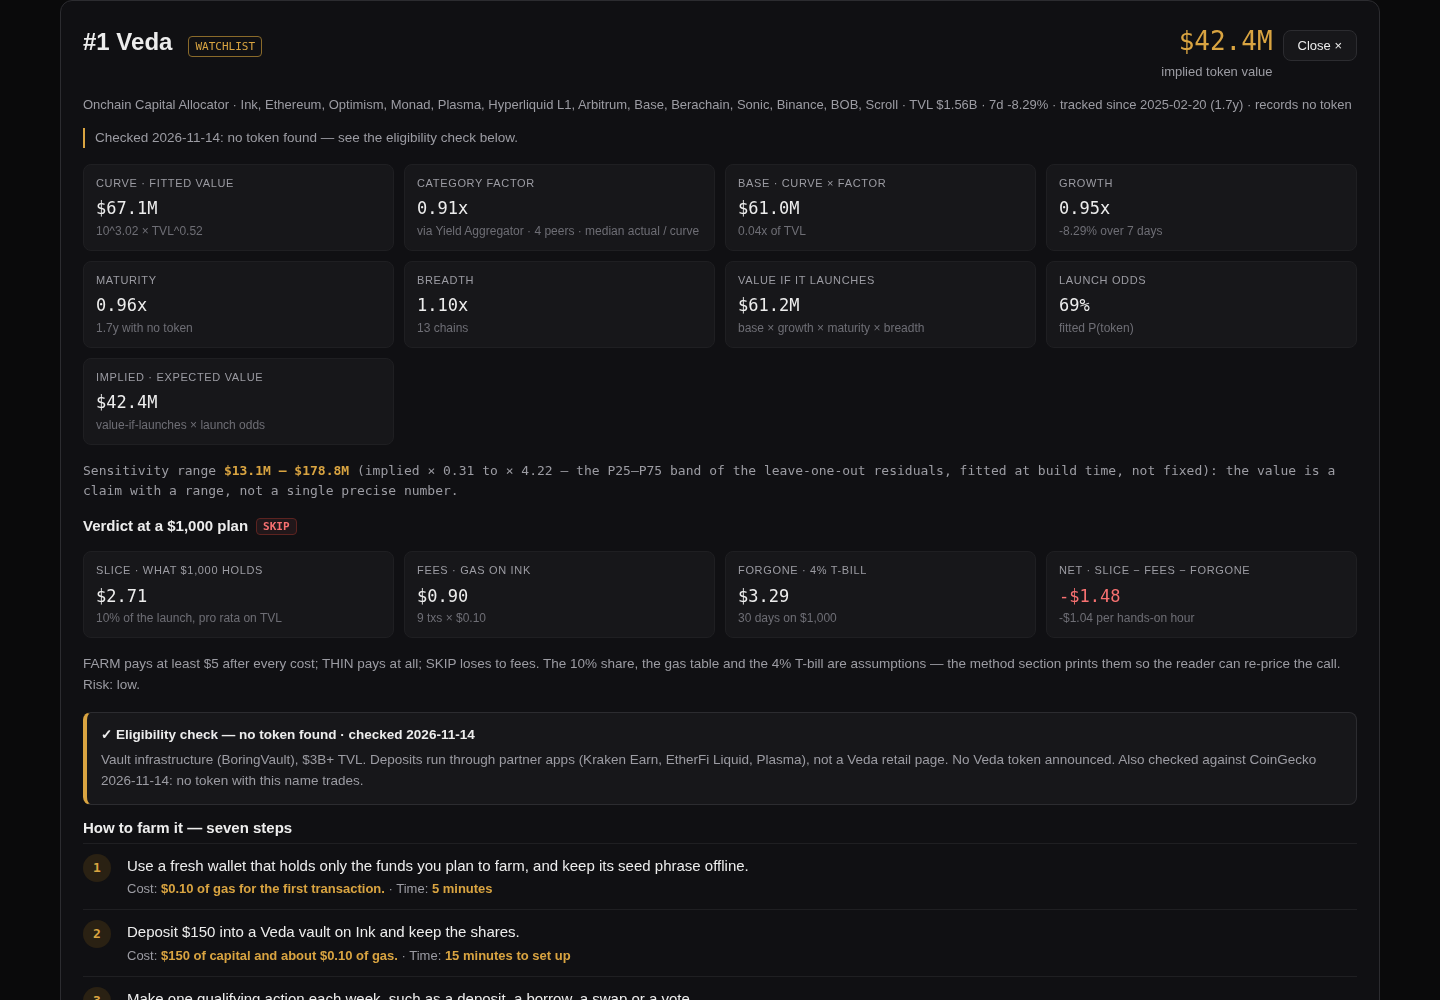 #1 Veda WATCHLIST
$42.4M
implied token value
Close ×
Onchain Capital Allocator · Ink, Ethereum, Optimism, Monad, Plasma, Hyperliquid L1, Arbitrum, Base, Berachain, Sonic, Binance, BOB, Scroll · TVL $1.56B · 7d -8.29% · tracked since 2025-02-20 (1.7y) · records no token
Checked 2026-11-14: no token found — see the eligibility check below.
CURVE · FITTED VALUE
$67.1M
10^3.02 × TVL^0.52
CATEGORY FACTOR
0.91x
via Yield Aggregator · 4 peers · median actual / curve
BASE · CURVE × FACTOR
$61.0M
0.04x of TVL
GROWTH
0.95x
-8.29% over 7 days
MATURITY
0.96x
1.7y with no token
BREADTH
1.10x
13 chains
VALUE IF IT LAUNCHES
$61.2M
base × growth × maturity × breadth
LAUNCH ODDS
69%
fitted P(token)
IMPLIED · EXPECTED VALUE
$42.4M
value-if-launches × launch odds
Sensitivity range $13.1M — $178.8M (implied × 0.31 to × 4.22 — the P25–P75 band of the leave-one-out residuals, fitted at build time, not fixed): the value is a
claim with a range, not a single precise number.
Verdict at a $1,000 plan SKIP
SLICE · WHAT $1,000 HOLDS
$2.71
10% of the launch, pro rata on TVL
FEES · GAS ON INK
$0.90
9 txs × $0.10
FORGONE · 4% T-BILL
$3.29
30 days on $1,000
NET · SLICE − FEES − FORGONE
-$1.48
-$1.04 per hands-on hour
FARM pays at least $5 after every cost; THIN pays at all; SKIP loses to fees. The 10% share, the gas table and the 4% T-bill are assumptions — the method section prints them so the reader can re-price the call.
Risk: low.
✓ Eligibility check — no token found · checked 2026-11-14
Vault infrastructure (BoringVault), $3B+ TVL. Deposits run through partner apps (Kraken Earn, EtherFi Liquid, Plasma), not a Veda retail page. No Veda token announced. Also checked against CoinGecko
2026-11-14: no token with this name trades.
How to farm it — seven steps
1
Use a fresh wallet that holds only the funds you plan to farm, and keep its seed phrase offline.
Cost: $0.10 of gas for the first transaction. · Time: 5 minutes
2
Deposit $150 into a Veda vault on Ink and keep the shares.
Cost: $150 of capital and about $0.10 of gas. · Time: 15 minutes to set up
3
Make one qualifying action each week, such as a deposit, a borrow, a swap or a vote.